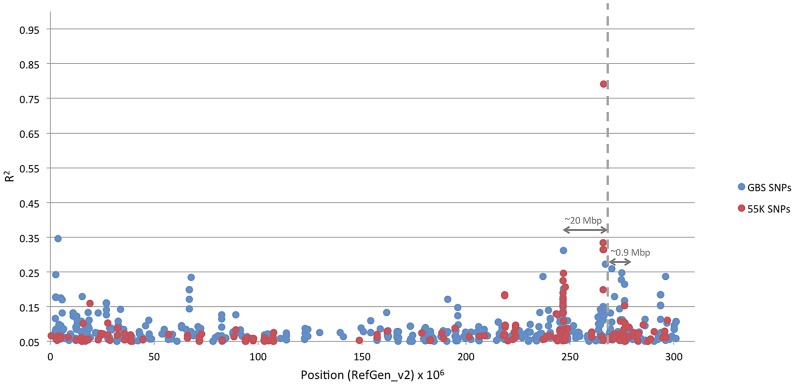 0.95
0.85
0.75
0.65
0.55
0.45
0.35
0.25
0.15
0.05
R²
~20 Mbp
~0.9 Mbp
GBS SNPs
55K SNPs
0 50 100 150 200 250 300
Position (RefGen_v2) x 10⁶